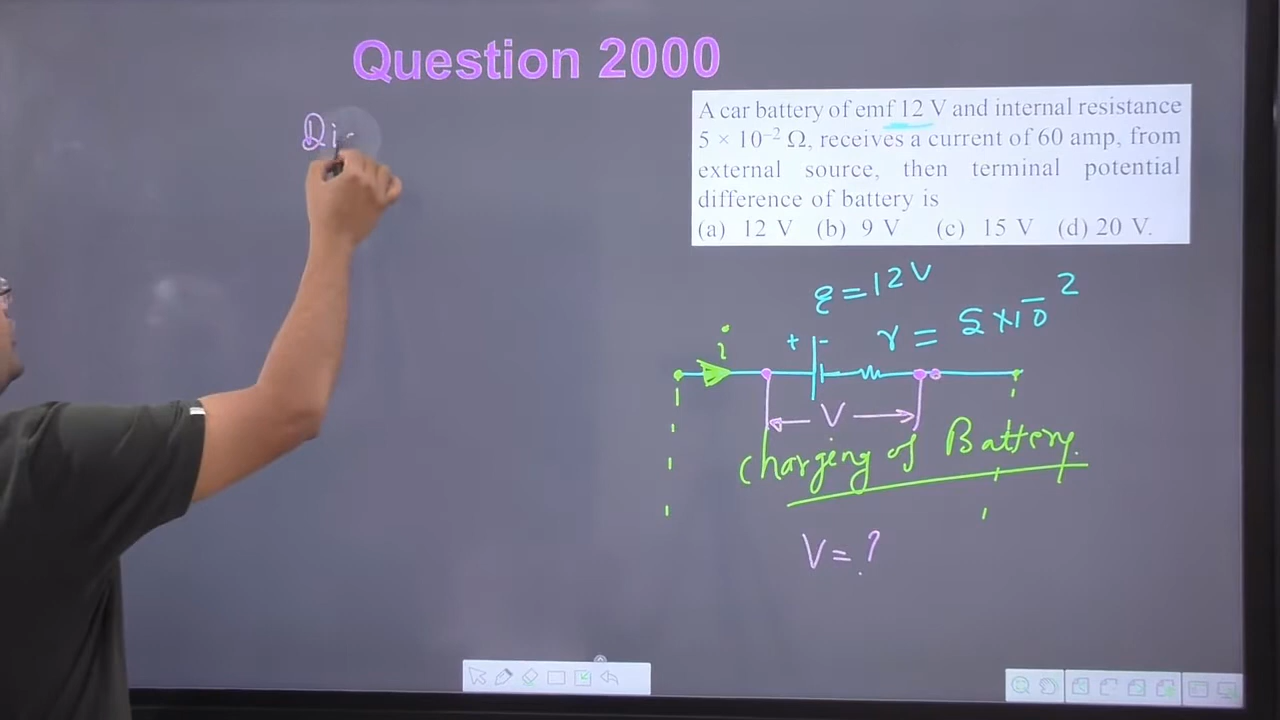 Question 2000
Di
A car battery of emf 12 V and internal resistance
5 × 10⁻² Ω, receives a current of 60 amp, from
external source, then terminal potential
difference of battery is
(a) 12 V (b) 9 V (c) 15 V (d) 20 V.
ε = 12 V
+ - r = 5×10⁻²
i
V
Charging of Battery.
V = ?